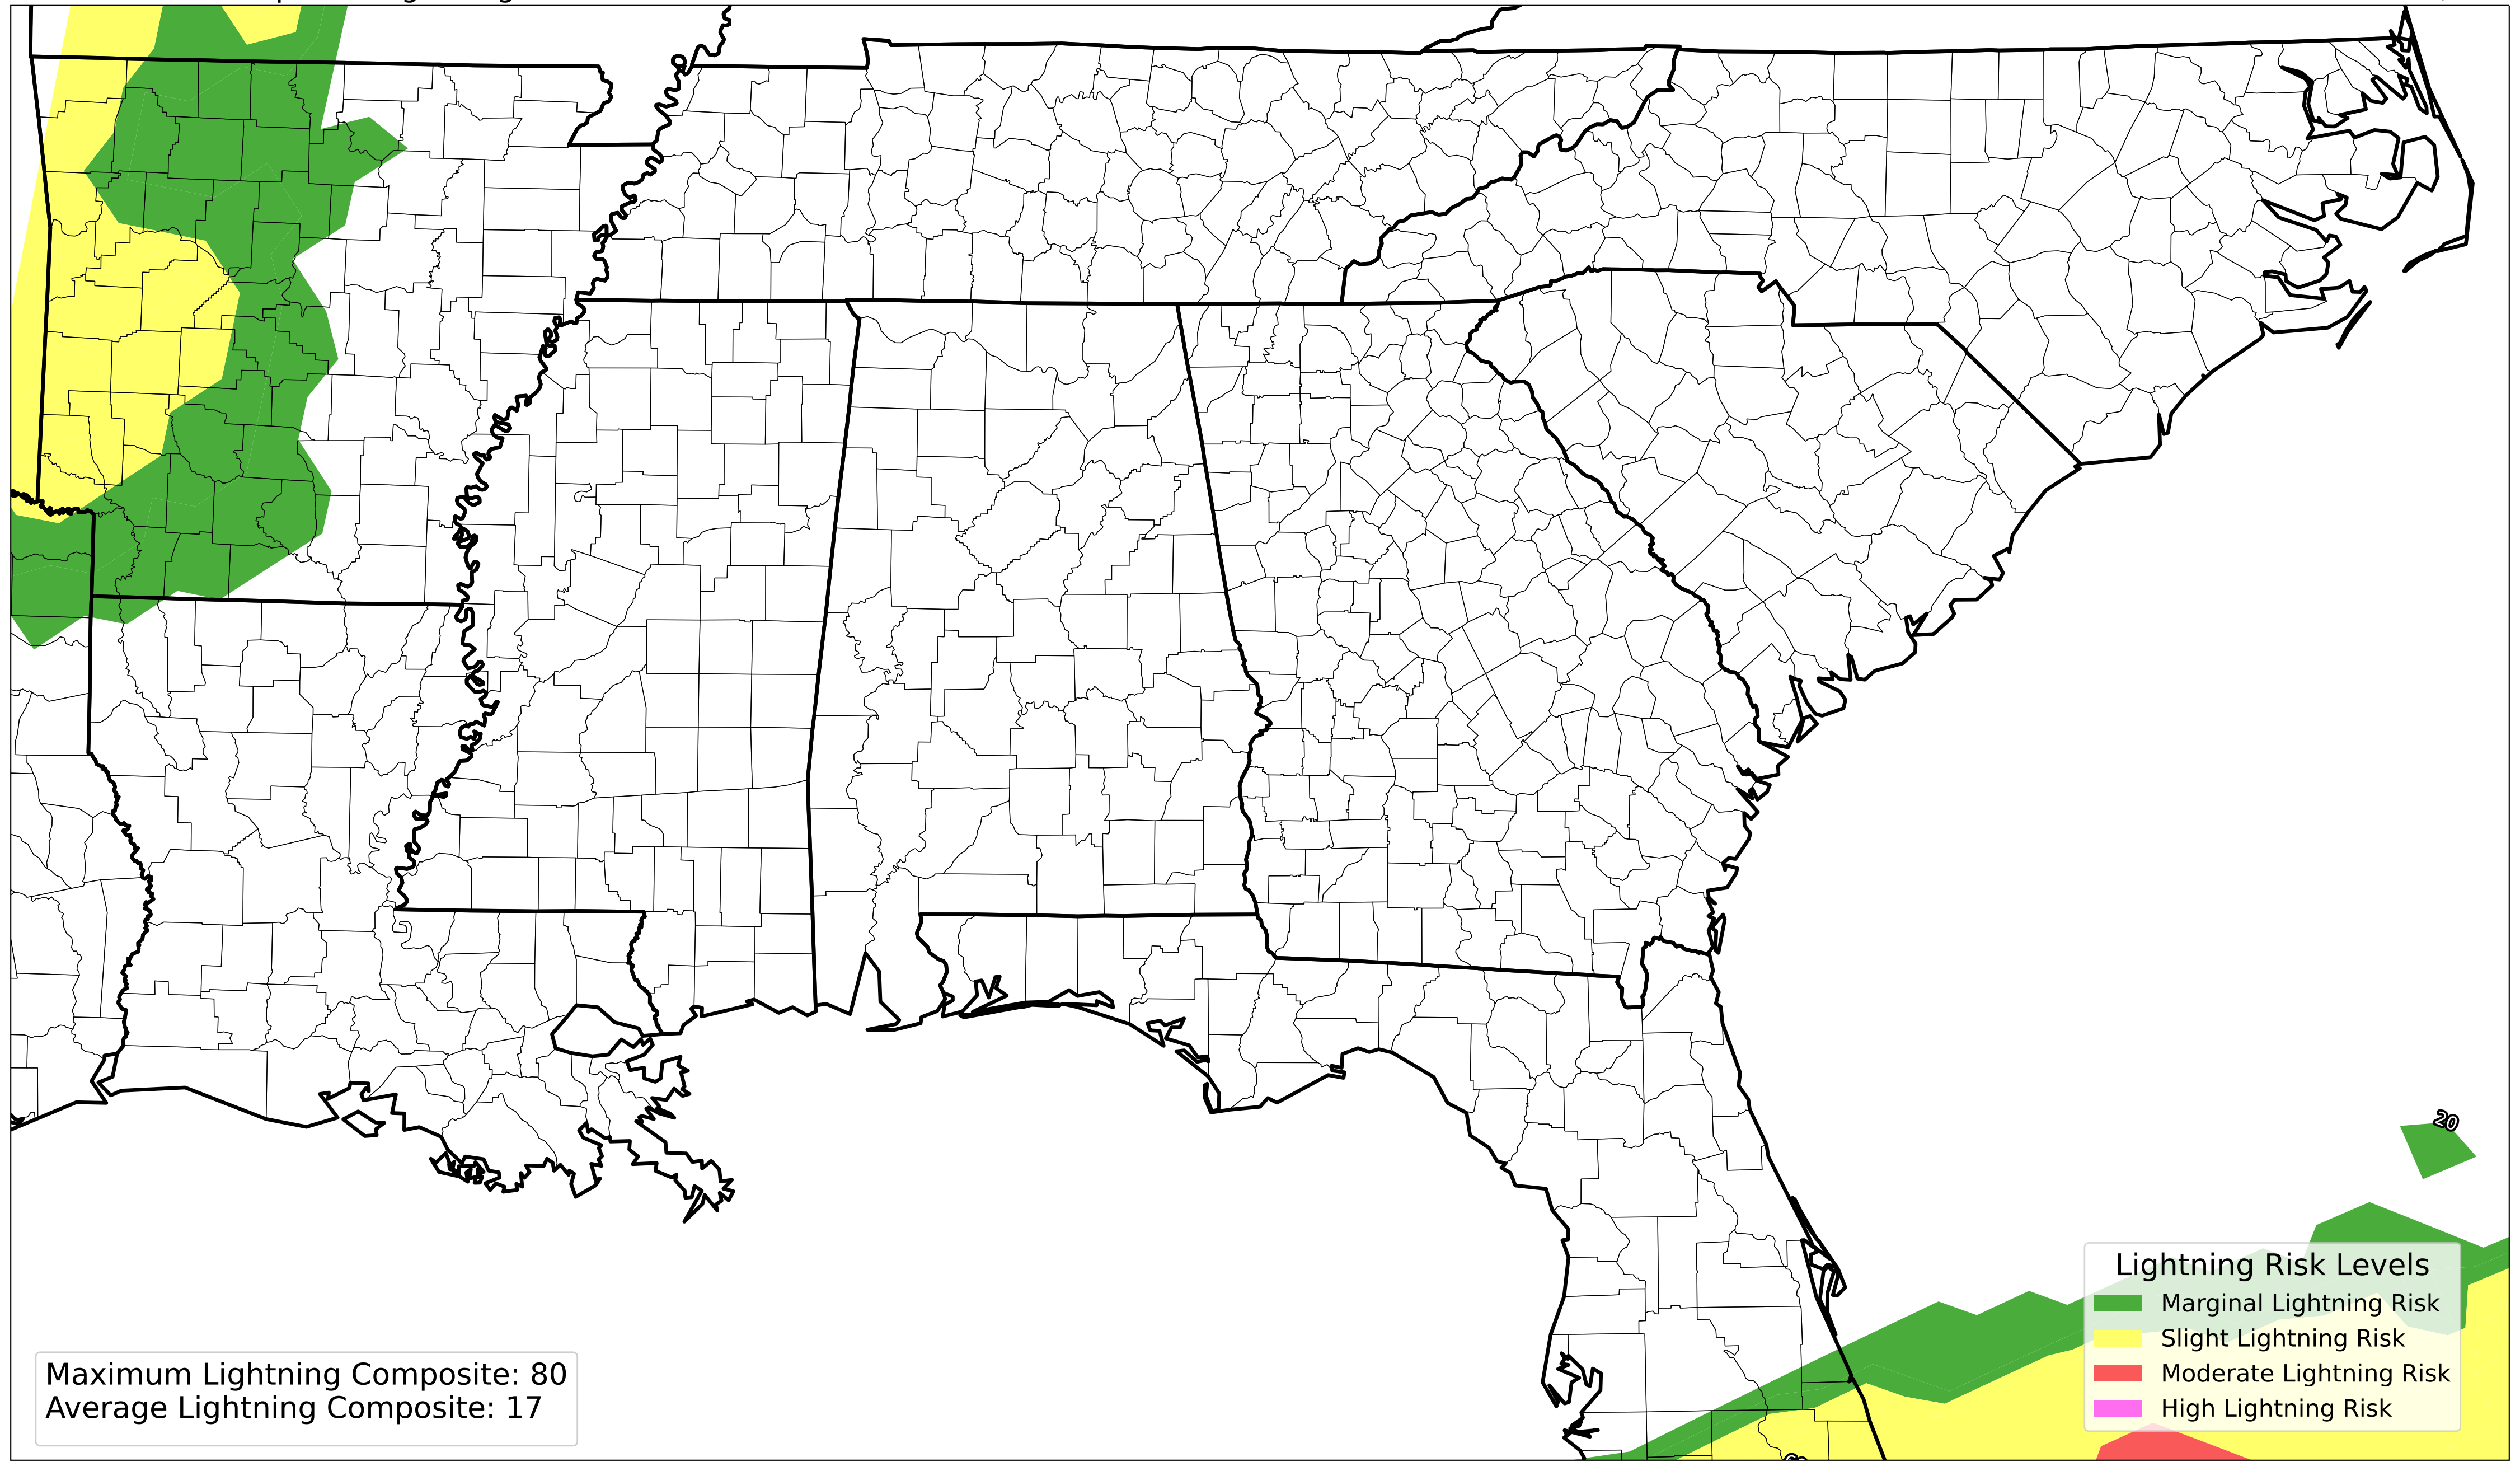 20
Lightning Risk Levels
Marginal Lightning Risk
Slight Lightning Risk
Moderate Lightning Risk
High Lightning Risk
Maximum Lightning Composite: 80
Average Lightning Composite: 17